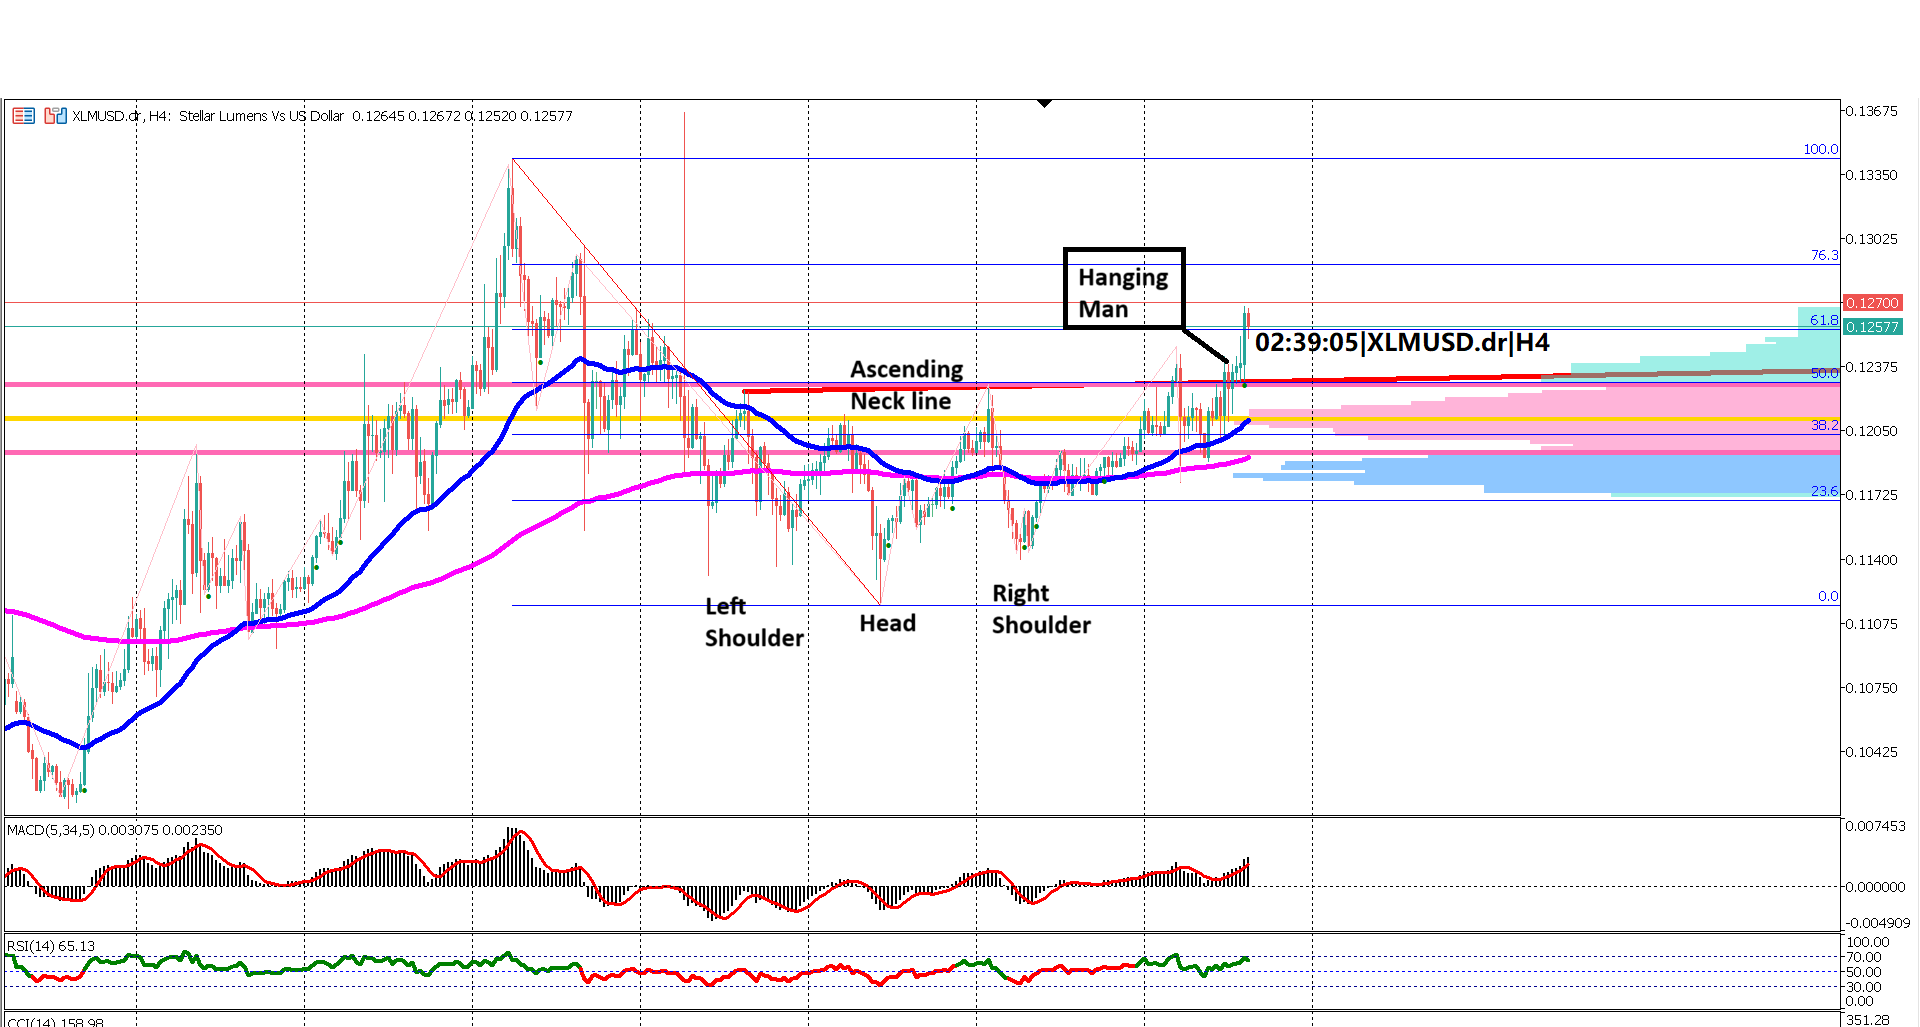 XLMUSD.dr, H4: Stellar Lumens Vs US Dollar 0.12645 0.12672 0.12520 0.12577
0.13675
100.0
0.13350
0.13025
76.3
Hanging
Man
0.12700
61.8
0.12577
02:39:05|XLMUSD.dr|H4
Ascending
Neck line
0.12375
50.0
38.2
0.12050
23.6
0.11725
0.11400
Left
Shoulder
Head
Right
Shoulder
0.0
0.11075
0.10750
0.10425
MACD(5,34,5) 0.003075 0.002350
0.007453
0.000000
-0.004909
RSI(14) 65.13
100.00
70.00
50.00
30.00
0.00
CCI(14) 158.98
351.28